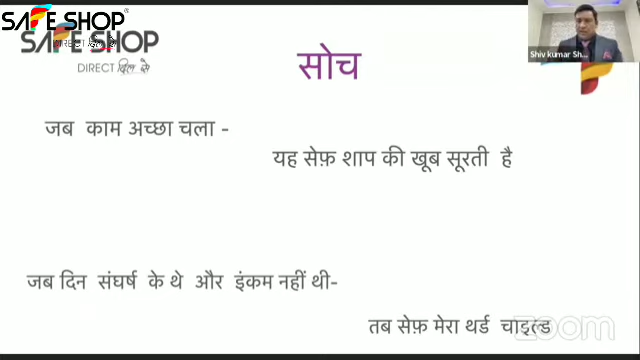 SAFE SHOP®
SAFE SHOP
DIRECT दिल से
Shiv kumar Sh...
सोच
जब काम अच्छा चला -
यह सेफ़ शाप की खूब सूरती है
जब दिन संघर्ष के थे और इंकम नहीं थी-
तब सेफ़ मेरा थर्ड चाइल्ड
zoom